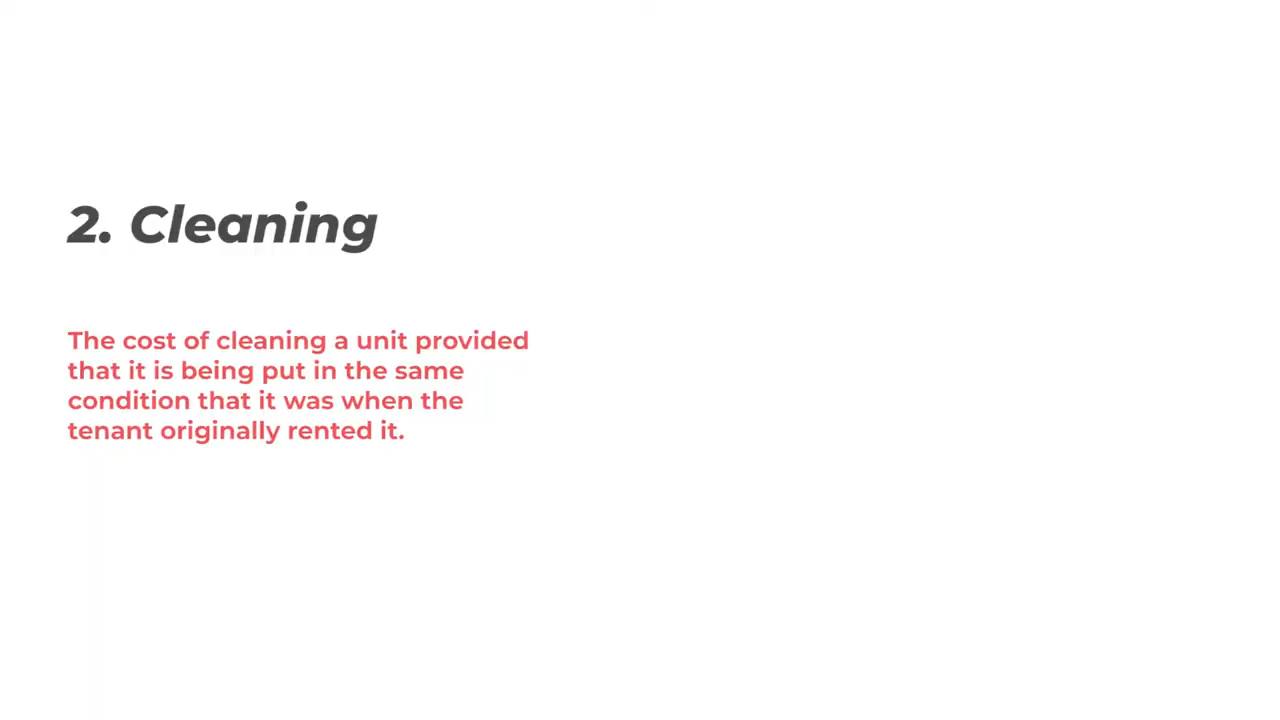 2. Cleaning
The cost of cleaning a unit provided
that it is being put in the same
condition that it was when the
tenant originally rented it.